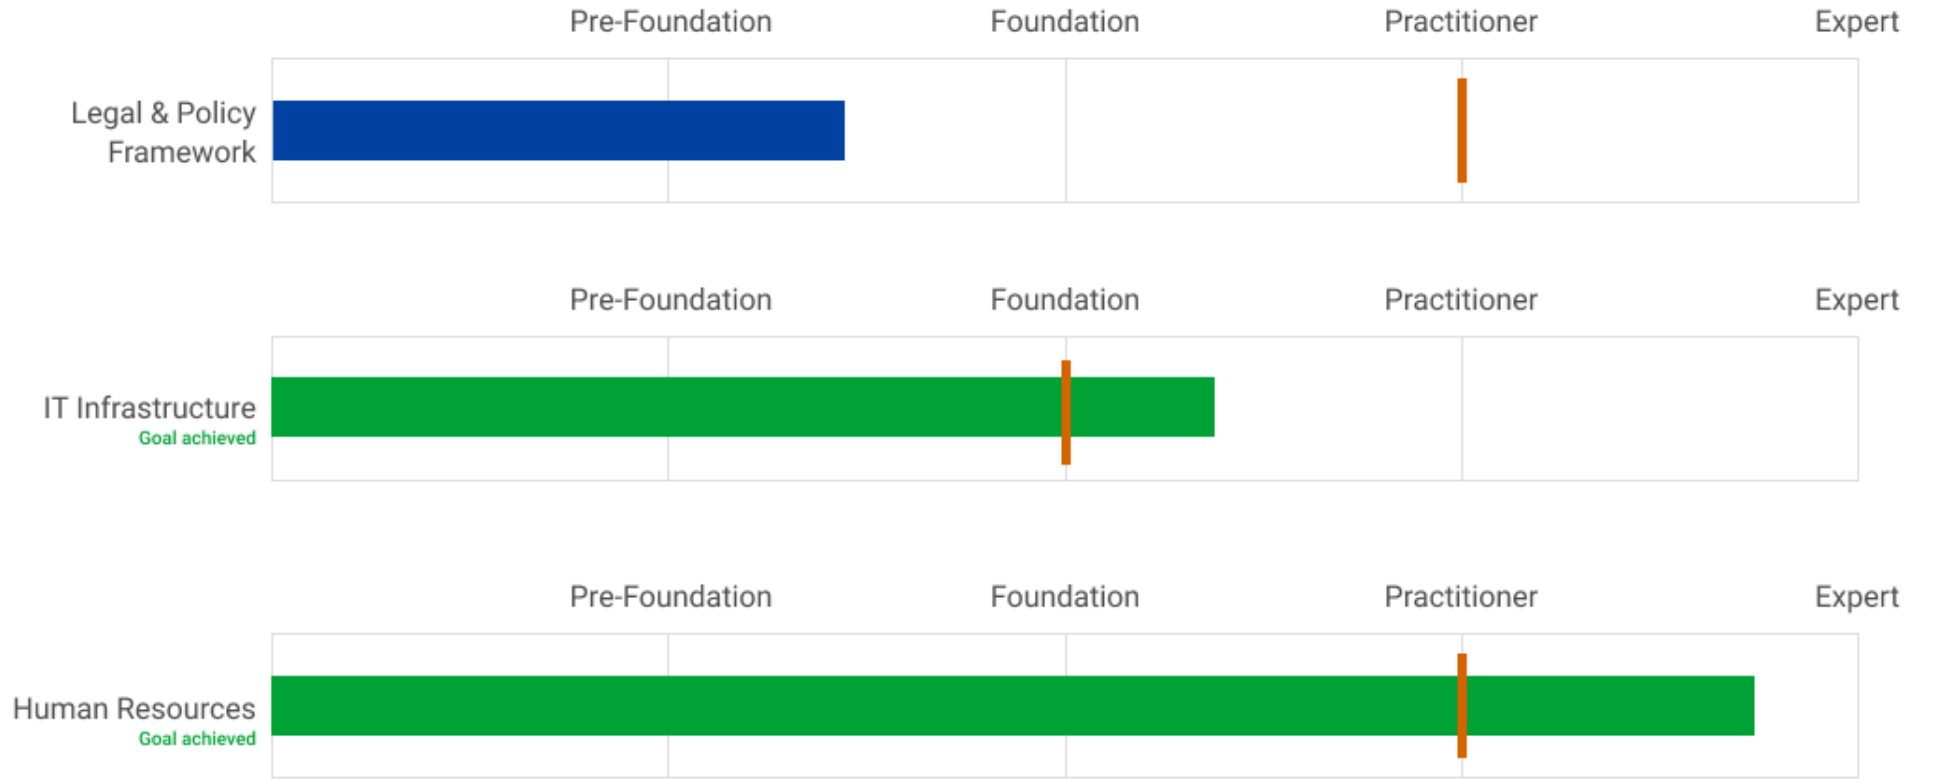 Pre-Foundation Foundation Practitioner Expert
Legal & Policy
Framework
Pre-Foundation Foundation Practitioner Expert
IT Infrastructure
Goal achieved
Pre-Foundation Foundation Practitioner Expert
Human Resources
Goal achieved